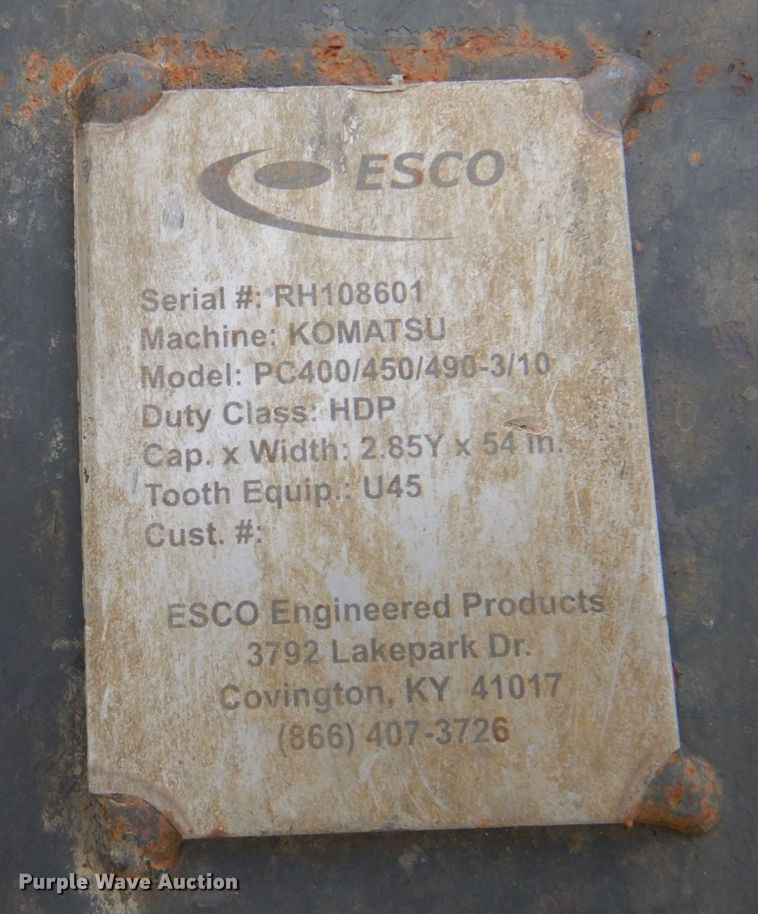 ESCO
Serial #: RH108601
Machine: KOMATSU
Model: PC400/450/490-3/10
Duty Class: HDP
Cap. x Width: 2.85Y x 54 in.
Tooth Equip.: U45
Cust. #:
ESCO Engineered Products
3792 Lakepark Dr.
Covington, KY 41017
(866) 407-3726
Purple Wave Auction